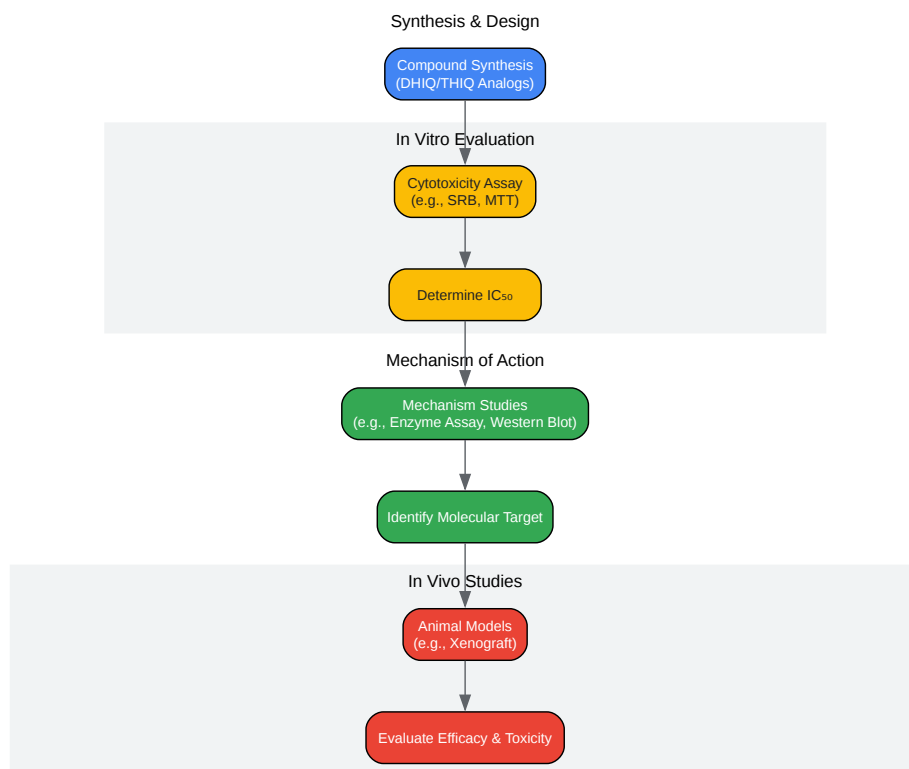 Synthesis & Design
Compound Synthesis
(DHIQ/THIQ Analogs)
In Vitro Evaluation
Cytotoxicity Assay
(e.g., SRB, MTT)
Determine IC₅₀
Mechanism of Action
Mechanism Studies
(e.g., Enzyme Assay, Western Blot)
Identify Molecular Target
In Vivo Studies
Animal Models
(e.g., Xenograft)
Evaluate Efficacy & Toxicity